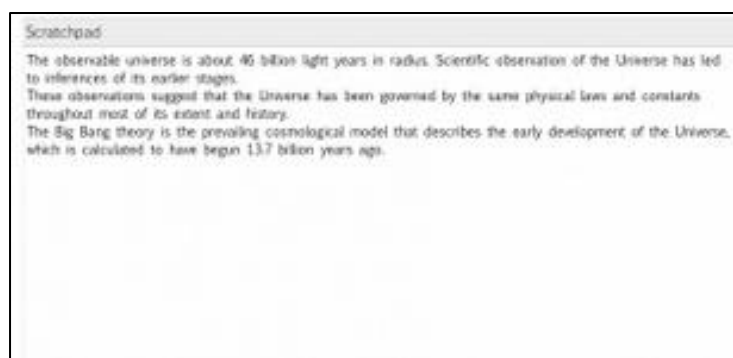 Scratchpad
The observable universe is about 46 billion light years in radius. Scientific observation of the Universe has led
to inferences of its earlier stages.
These observations suggest that the Universe has been governed by the same physical laws and constants
throughout most of its extent and history.
The Big Bang theory is the prevailing cosmological model that describes the early development of the Universe,
which is calculated to have begun 13.7 billion years ago.